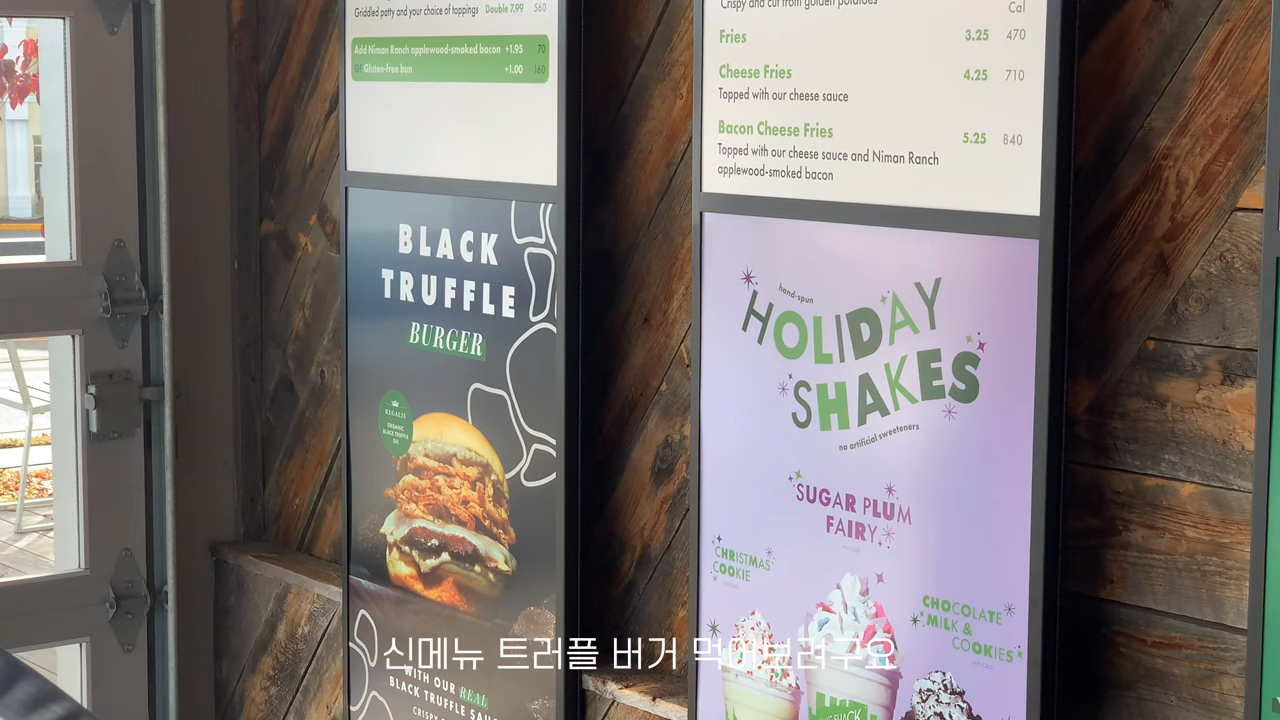 Griddled patty and your choice of toppings Double 7.99 560
Add Niman Ranch applewood-smoked bacon +1.95 70
GF Gluten-free bun +1.00 160
BLACK
TRUFFLE
BURGER
REGALIS
ORGANIC
BLACK TRUFFLE
OIL
WITH OUR REAL
BLACK TRUFFLE SAUC
CRISPY
Crispy and cut from golden potatoes
Cal
Fries 3.25 470
Cheese Fries 4.25 710
Topped with our cheese sauce
Bacon Cheese Fries 5.25 840
Topped with our cheese sauce and Niman Ranch
applewood-smoked bacon
hand-spun
HOLIDAY
SHAKES
no artificial sweeteners
SUGAR PLUM
FAIRY
CHRISTMAS
COOKIE
CHOCOLATE
MILK &
COOKIES
SHACK
신메뉴 트러플 버거 먹어보려구요